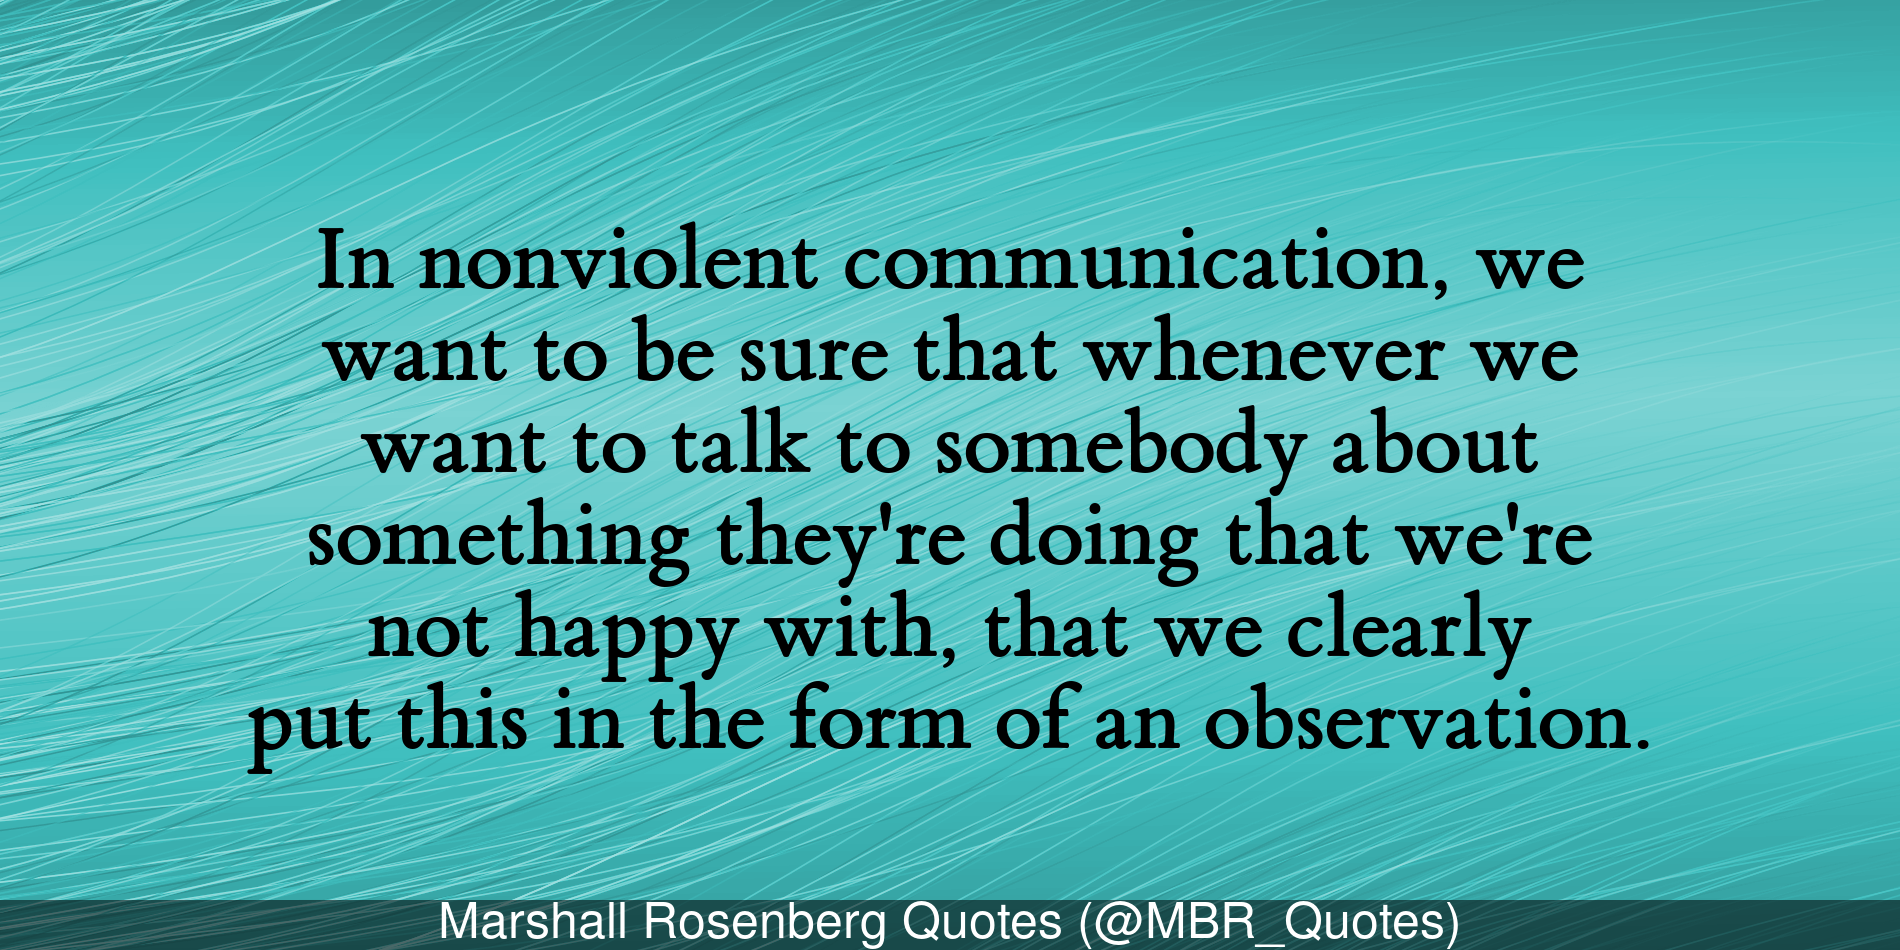 In nonviolent communication, we
want to be sure that whenever we
want to talk to somebody about
something they're doing that we're
not happy with, that we clearly
put this in the form of an observation.
Marshall Rosenberg Quotes (@MBR_Quotes)